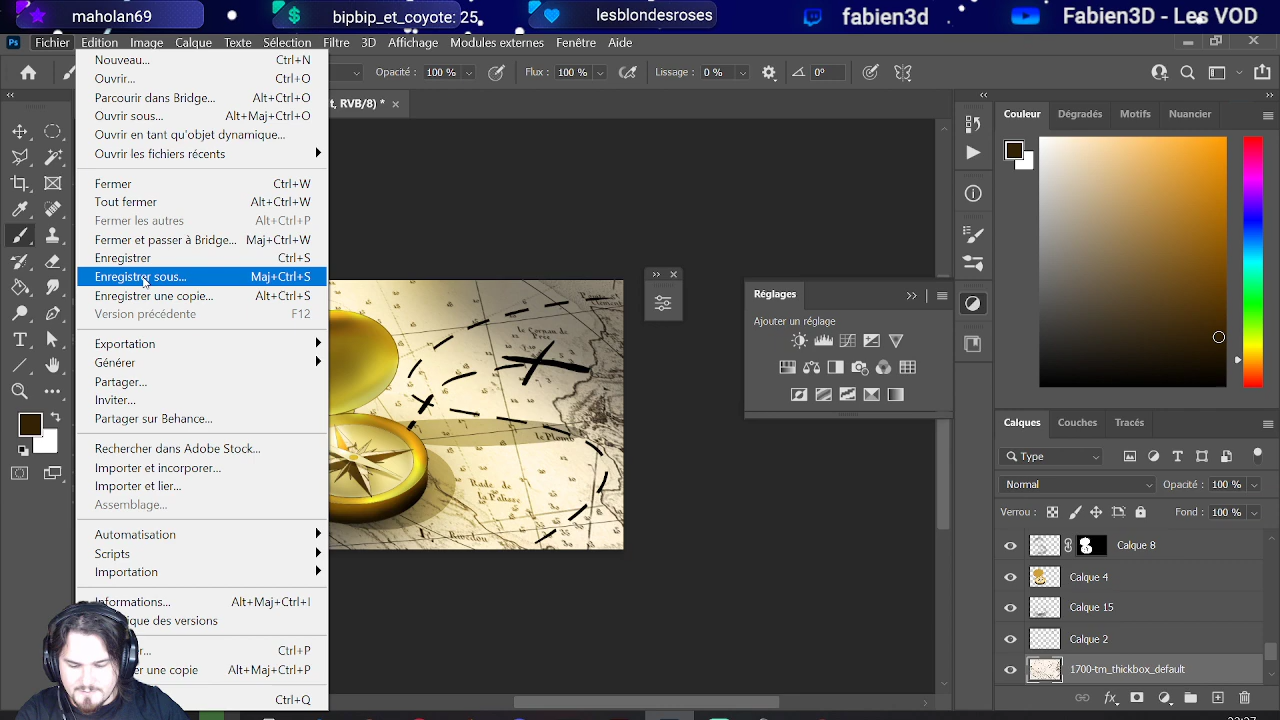 maholan69
bipbip_et_coyote: 25
lesblondesroses
fabien3d
Fabien3D - Les VOD
Ps Fichier Edition Image Calque Texte Sélection Filtre 3D Affichage Modules externes Fenêtre Aide
Opacité : 100 % Flux : 100 % Lissage : 0 % 0°
t, RVB/8) * ×
Nouveau... Ctrl+N
Ouvrir... Ctrl+O
Parcourir dans Bridge... Alt+Ctrl+O
Ouvrir sous... Alt+Maj+Ctrl+O
Ouvrir en tant qu'objet dynamique...
Ouvrir les fichiers récents
Fermer Ctrl+W
Tout fermer Alt+Ctrl+W
Fermer les autres Alt+Ctrl+P
Fermer et passer à Bridge... Maj+Ctrl+W
Enregistrer Ctrl+S
Enregistrer sous... Maj+Ctrl+S
Enregistrer une copie... Alt+Ctrl+S
Version précédente F12
Exportation
Générer
Partager...
Inviter...
Partager sur Behance...
Rechercher dans Adobe Stock...
Importer et incorporer...
Importer et lier...
Assemblage...
Automatisation
Scripts
Importation
Informations... Alt+Maj+Ctrl+I
ique des versions
Ctrl+P
er une copie Alt+Maj+Ctrl+P
Ctrl+Q
le Plomb
Rade de
la Palisse
Rivedou
Réglages
Ajouter un réglage
Couleur Dégradés Motifs Nuancier
Calques Couches Tracés
Type
Normal Opacité : 100 %
Verrou : Fond : 100 %
Calque 8
Calque 4
Calque 15
Calque 2
1700-tm_thickbox_default